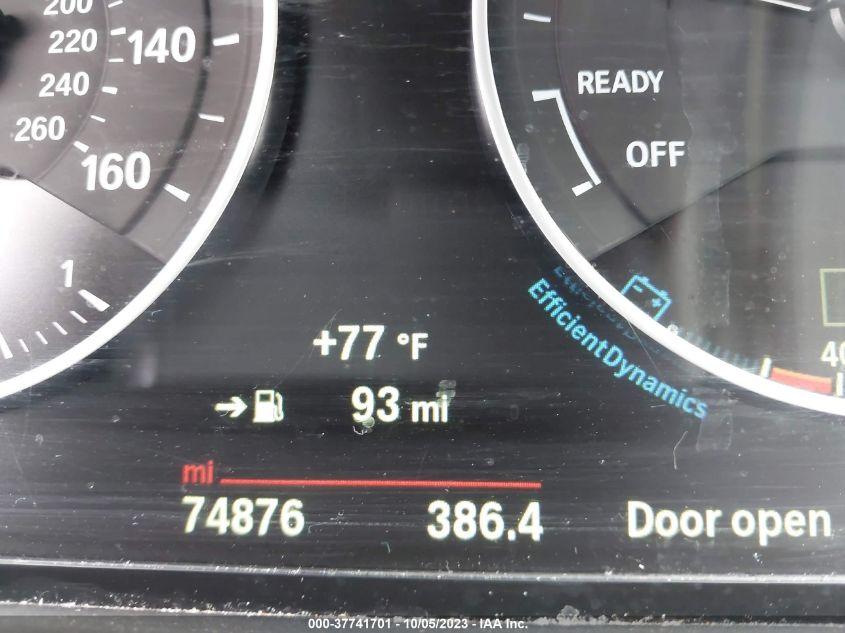 200
220
240
260
140
160
1
READY
OFF
EfficientDynamics
+77 °F
93 mi
mi
74876 386.4 Door open
40
000-37741701 - 10/05/2023 - IAA Inc.